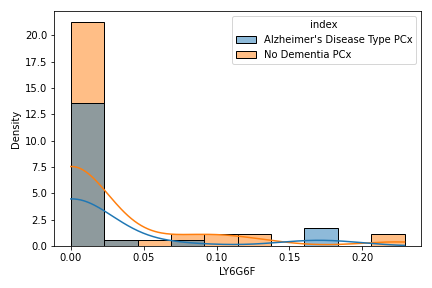 index
Alzheimer's Disease Type PCx
No Dementia PCx
20.0
17.5
15.0
12.5
10.0
7.5
5.0
2.5
0.0
Density
0.00 0.05 0.10 0.15 0.20
LY6G6F